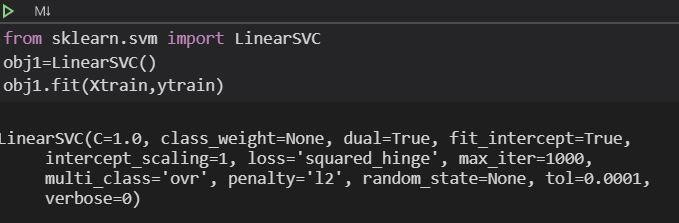 M↓
from sklearn.svm import LinearSVC
obj1=LinearSVC()
obj1.fit(Xtrain,ytrain)
LinearSVC(C=1.0, class_weight=None, dual=True, fit_intercept=True,
intercept_scaling=1, loss='squared_hinge', max_iter=1000,
multi_class='ovr', penalty='l2', random_state=None, tol=0.0001,
verbose=0)